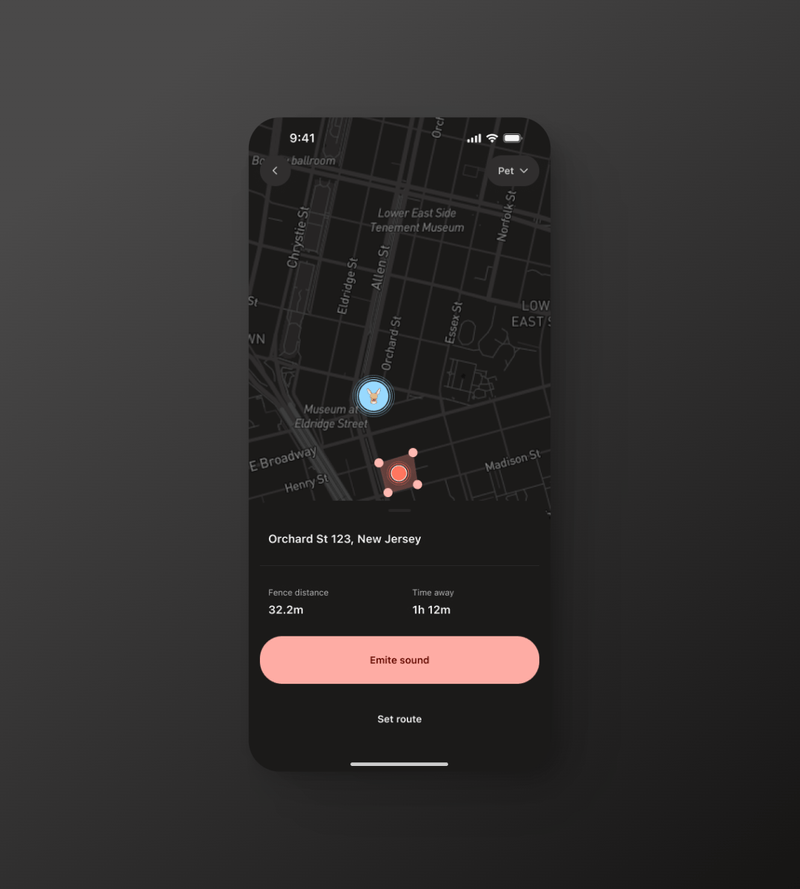 9:41
Orc
ballroom
Pet
Lower East Side
Tenement Museum
Norfolk St
Chrystie St
Allen St
Eldridge St
St
LOW
EAST S
Essex St
Orchard St
WN
Museum at
Eldridge Street
E Broadway
Madison St
Henry St
Orchard St 123, New Jersey
Fence distance
Time away
32.2m
1h 12m
Emite sound
Set route